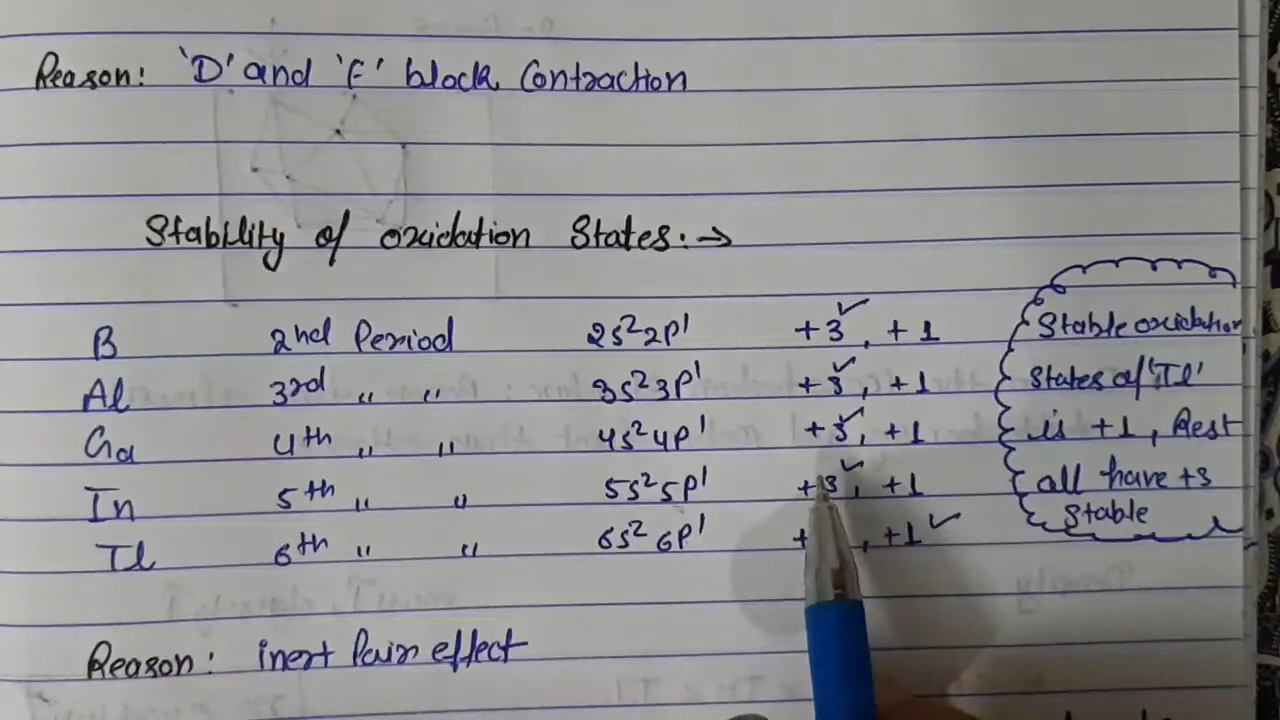 Reason: 'D' and 'F' block Contraction
Stability of oxidation States:→
B 2nd Period 2s²2p¹ +3✓, +1
Al 3rd " " 3s²3p¹ +3✓, +1
Ga 4th " " 4s²4p¹ +3✓, +1
In 5th " " 5s²5p¹ +3✓, +1
Tl 6th " " 6s²6p¹ + , +1✓
Stable oxidation
States of 'Tl'
is +1, Rest
all have +3
Stable
Reason: inert Pair effect